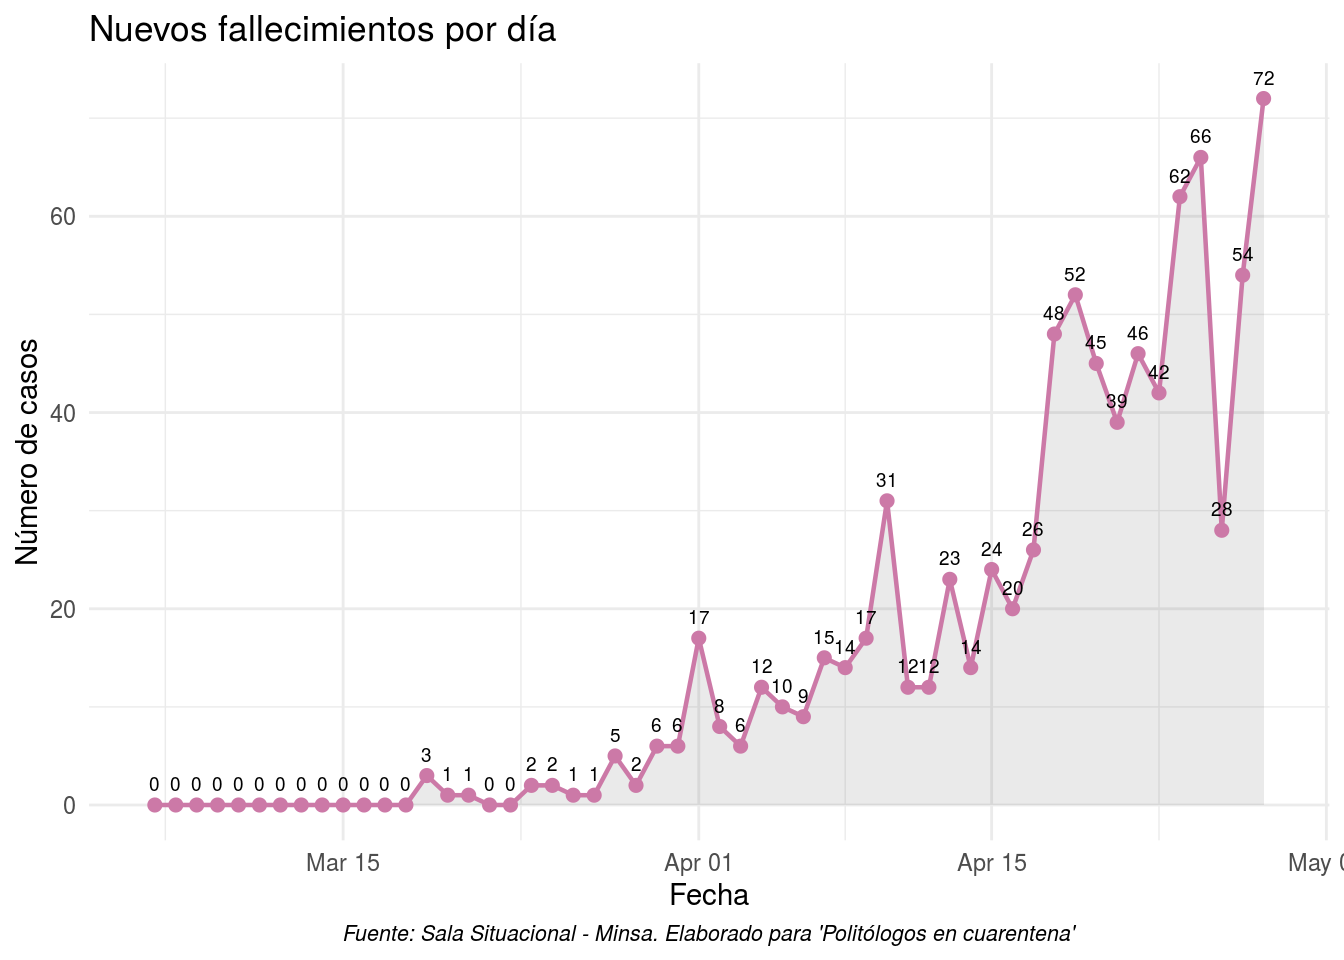 Nuevos fallecimientos por día
Número de casos
60
40
20
0
0 0 0 0 0 0 0 0 0 0 0 0 0 3 1 1 0 0 2 2 1 1 5 2 6 6 17 8 6 12 10 9 15 14 17 31 12 12 23 14 24 20 26 48 52 45 39 46 42 62 66 28 54 72
Mar 15 Apr 01 Apr 15 May 0
Fecha
Fuente: Sala Situacional - Minsa. Elaborado para 'Politólogos en cuarentena'